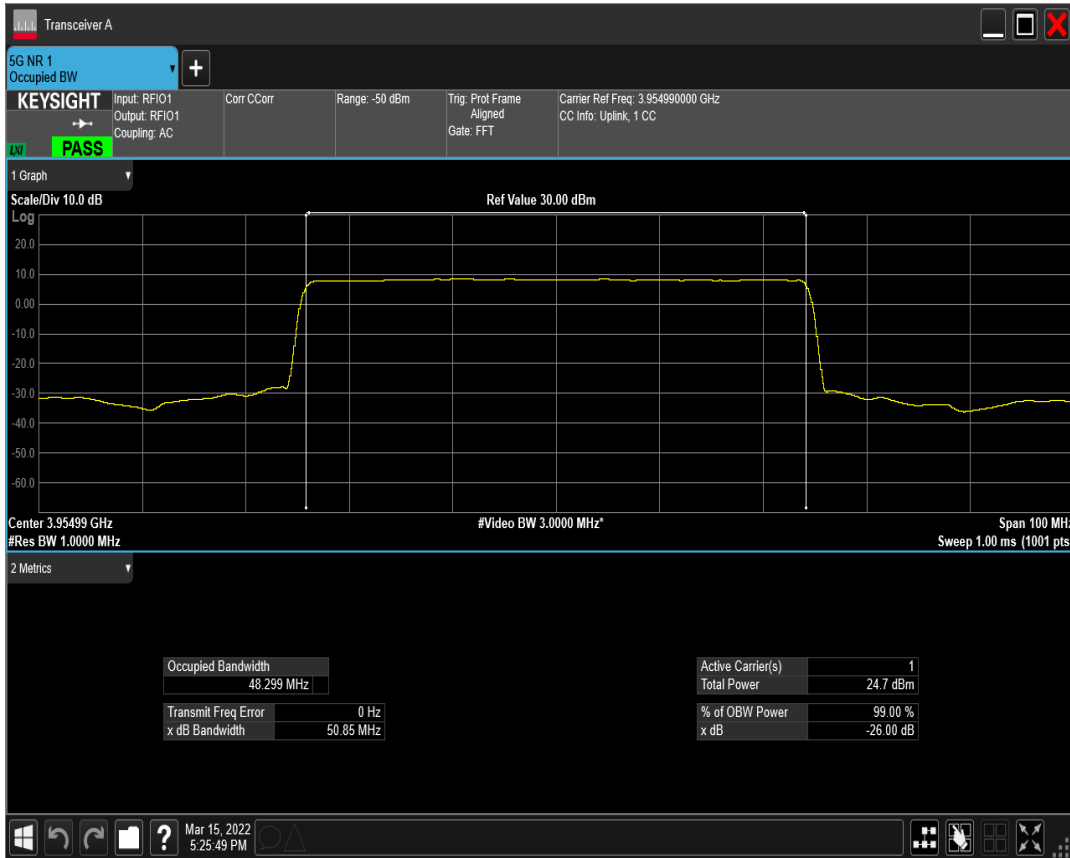 Transceiver A
5G NR 1
Occupied BW
+
KEYSIGHT
LXI
PASS
Input: RFIO1
Output: RFIO1
Coupling: AC
Corr CCorr
Range: -50 dBm
Trig: Prot Frame
Aligned
Gate: FFT
Carrier Ref Freq: 3.954990000 GHz
CC Info: Uplink, 1 CC
1 Graph
Scale/Div 10.0 dB
Ref Value 30.00 dBm
Log
20.0
10.0
0.00
-10.0
-20.0
-30.0
-40.0
-50.0
-60.0
Center 3.95499 GHz
#Video BW 3.0000 MHz*
Span 100 MHz
#Res BW 1.0000 MHz
Sweep 1.00 ms (1001 pts
2 Metrics
Occupied Bandwidth
48.299 MHz
Transmit Freq Error 0 Hz
x dB Bandwidth 50.85 MHz
Active Carrier(s) 1
Total Power 24.7 dBm
% of OBW Power 99.00 %
x dB -26.00 dB
?
Mar 15, 2022
5:25:49 PM